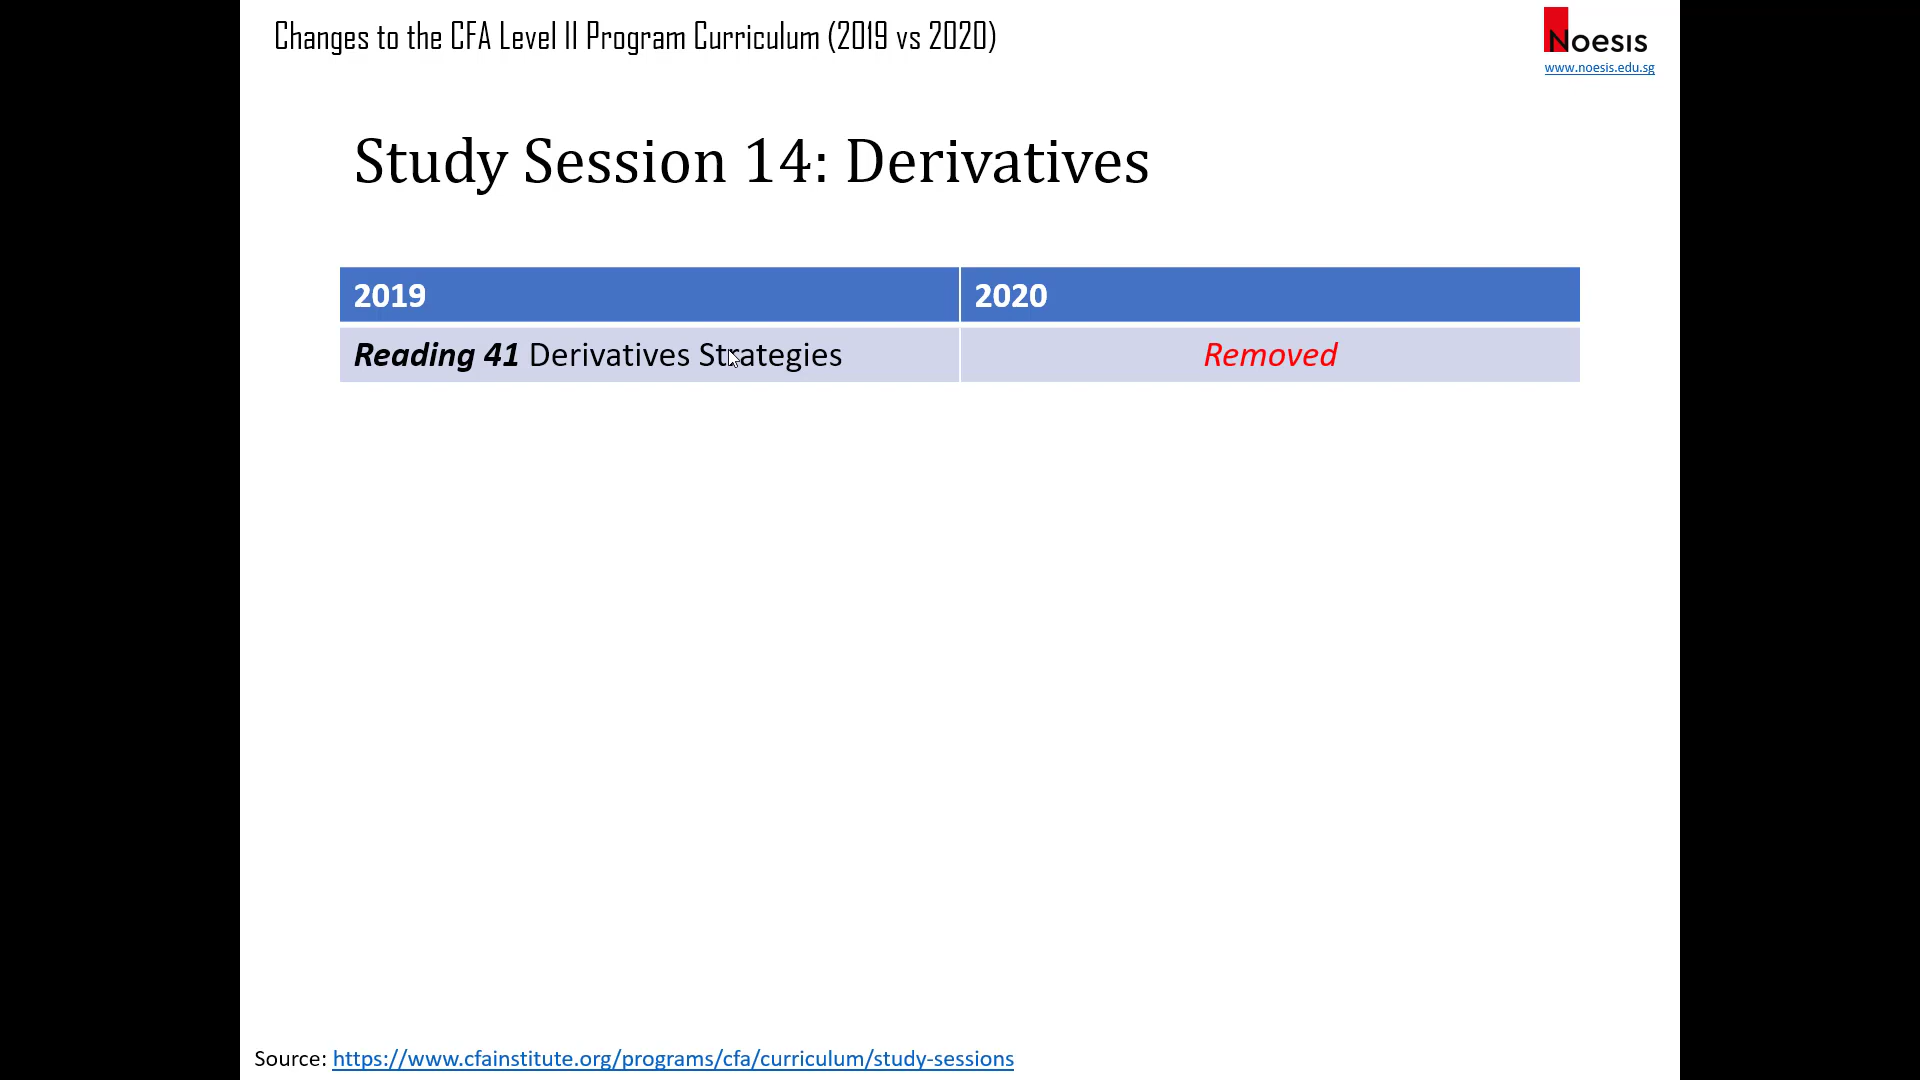 Changes to the CFA Level II Program Curriculum (2019 vs 2020)
Noesis
www.noesis.edu.sg
Study Session 14: Derivatives
2019 2020
Reading 41 Derivatives Strategies Removed
Source: https://www.cfainstitute.org/programs/cfa/curriculum/study-sessions